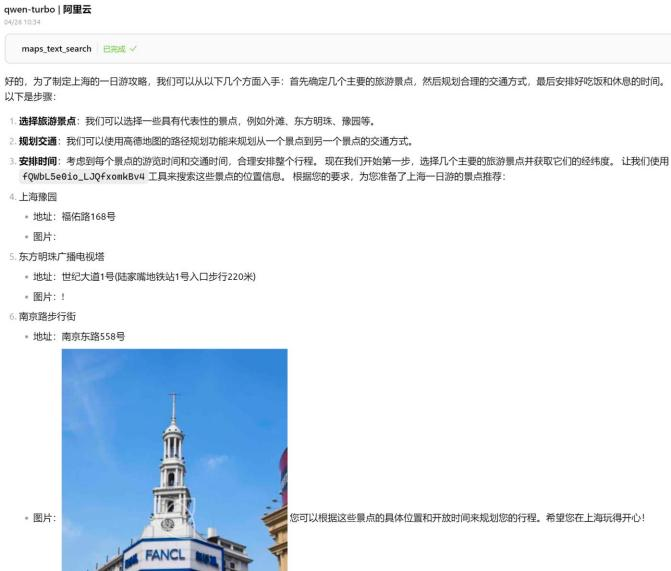 qwen-turbo | 阿里云
04/26 10:34
maps_text_search 已完成 ✓
好的，为了制定上海的一日游攻略，我们可以从以下几个方面入手：首先确定几个主要的旅游景点，然后规划合理的交通方式，最后安排好吃饭和休息的时间。
以下是步骤：
1. 选择旅游景点：我们可以选择一些具有代表性的景点，例如外滩、东方明珠、豫园等。
2. 规划交通：我们可以使用高德地图的路径规划功能来规划从一个景点到另一个景点的交通方式。
3. 安排时间：考虑到每个景点的游览时间和交通时间，合理安排整个行程。 现在我们开始第一步，选择几个主要的旅游景点并获取它们的经纬度。 让我们使用
fQWbL5e0io_LJQfxomkBv4 工具来搜索这些景点的位置信息。 根据您的要求，为您准备了上海一日游的景点推荐：
4. 上海豫园
• 地址：福佑路168号
• 图片：
5. 东方明珠广播电视塔
• 地址：世纪大道1号(陆家嘴地铁站1号入口步行220米)
• 图片：!
6. 南京路步行街
• 地址：南京东路558号
FANCL
• 图片： 您可以根据这些景点的具体位置和开放时间来规划您的行程。希望您在上海玩得开心！